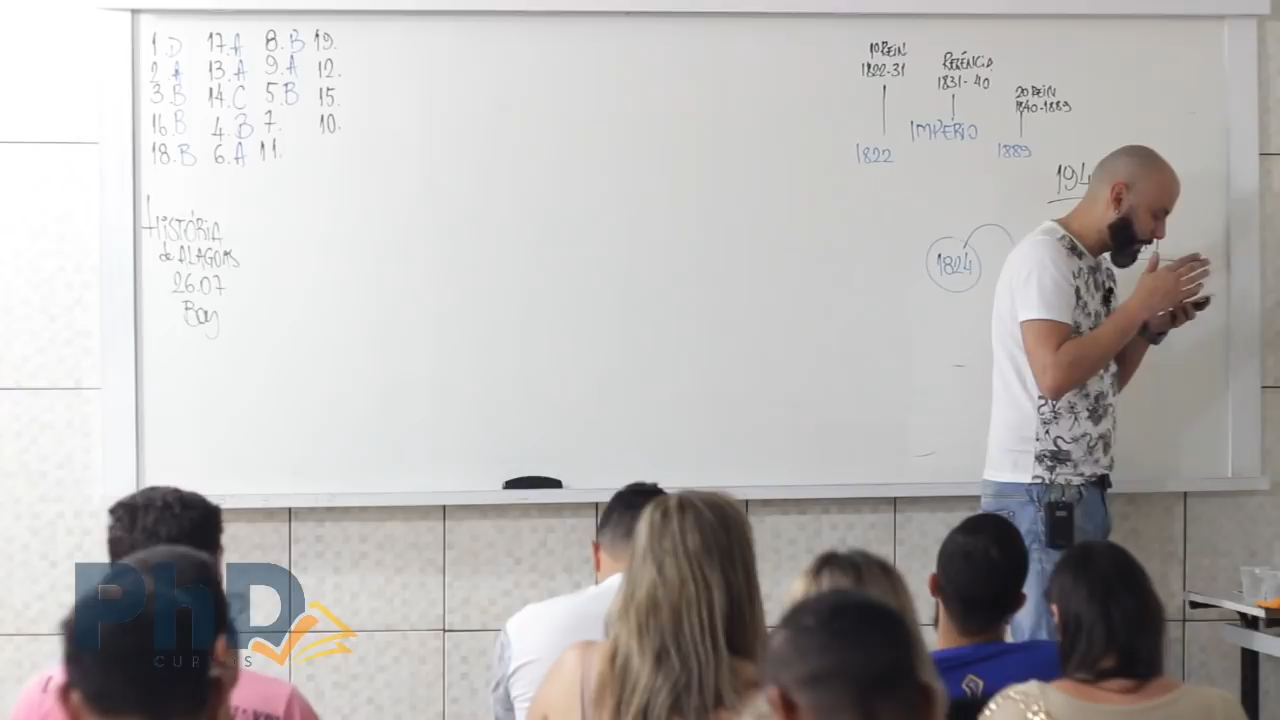 1.D 17.A 8.B 19.
2.A 13.A 9.A 12.
3.B 14.C 5.B 15.
16.B 4.B 7. 10.
18.B 6.A 11.
HISTÓRIA
de ALAGOAS
26.07
Boy
1º REIN
1822-31
REGÊNCIA
1831-40
2º REIN
1840-1889
IMPÉRIO
1822
1889
194
1824
PhD
CURSOS